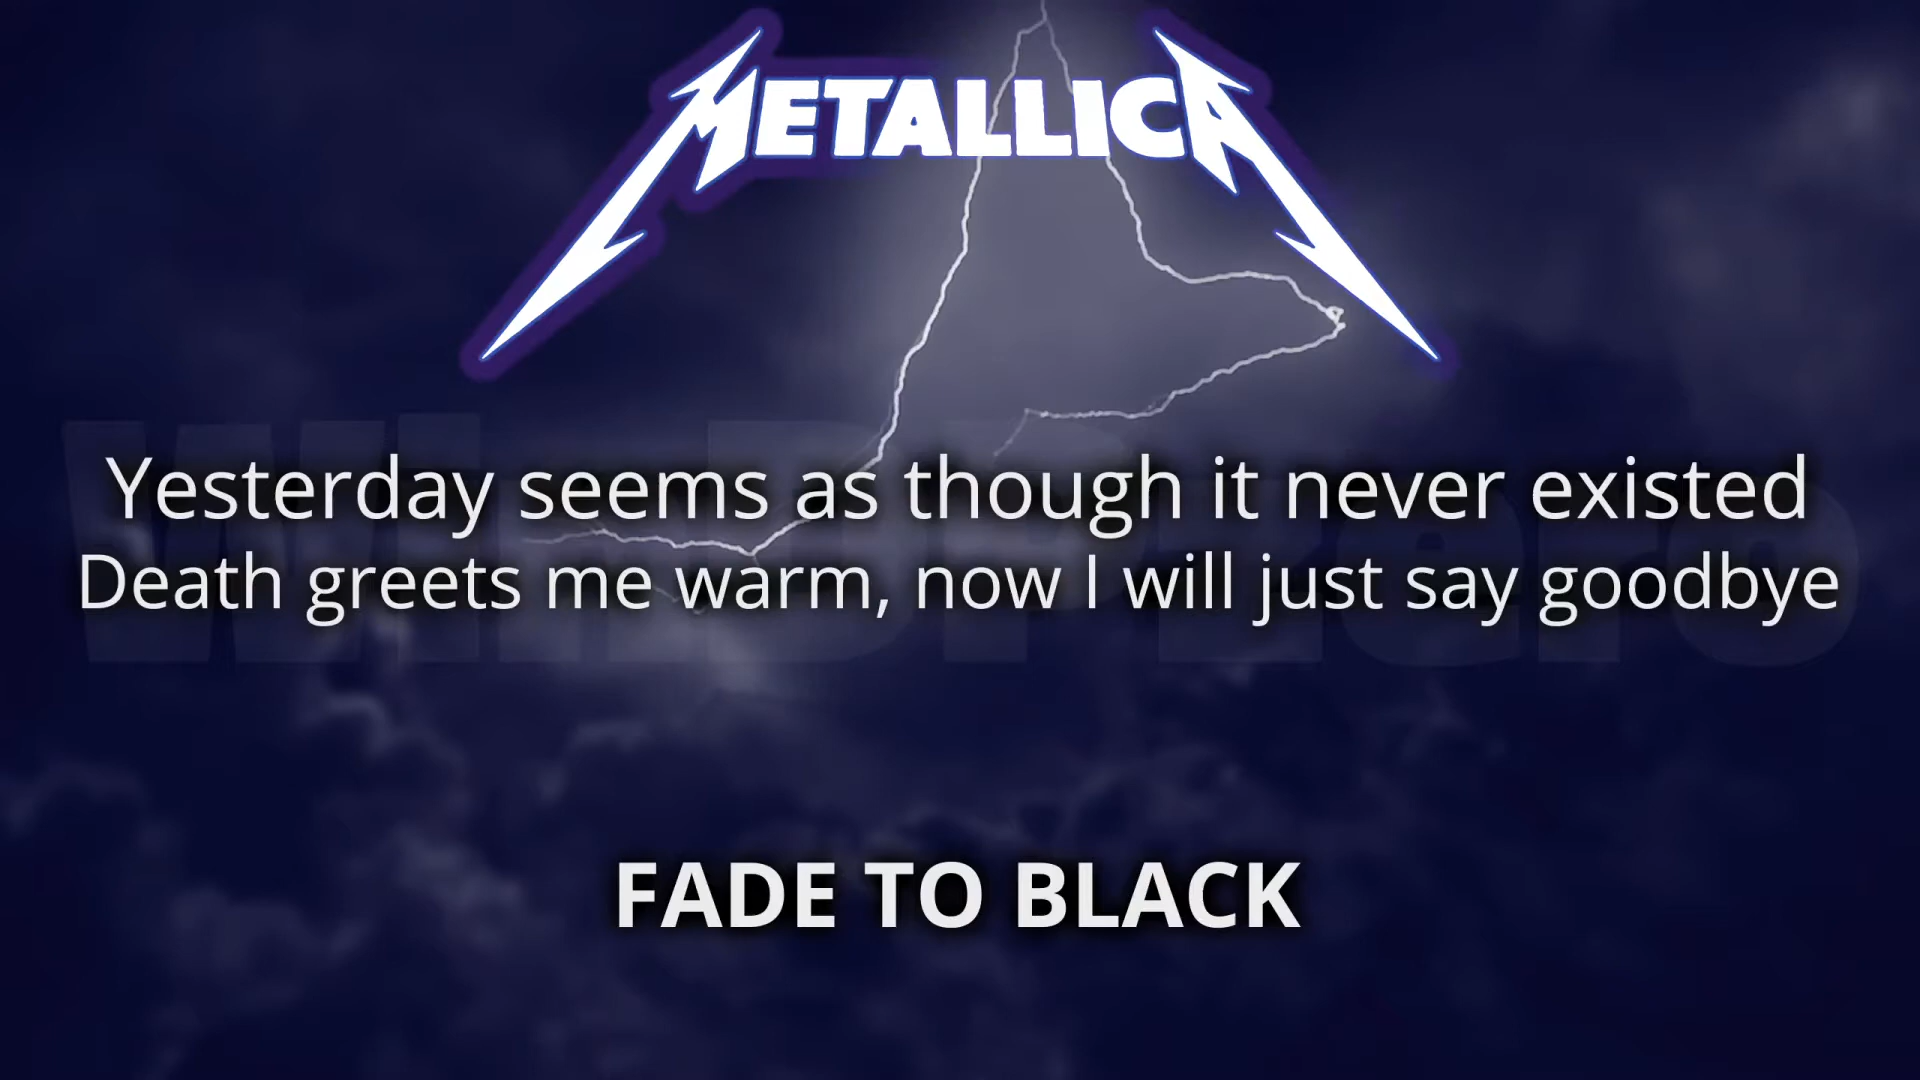 METALLICA
WinDPzero
Yesterday seems as though it never existed
Death greets me warm, now I will just say goodbye
FADE TO BLACK